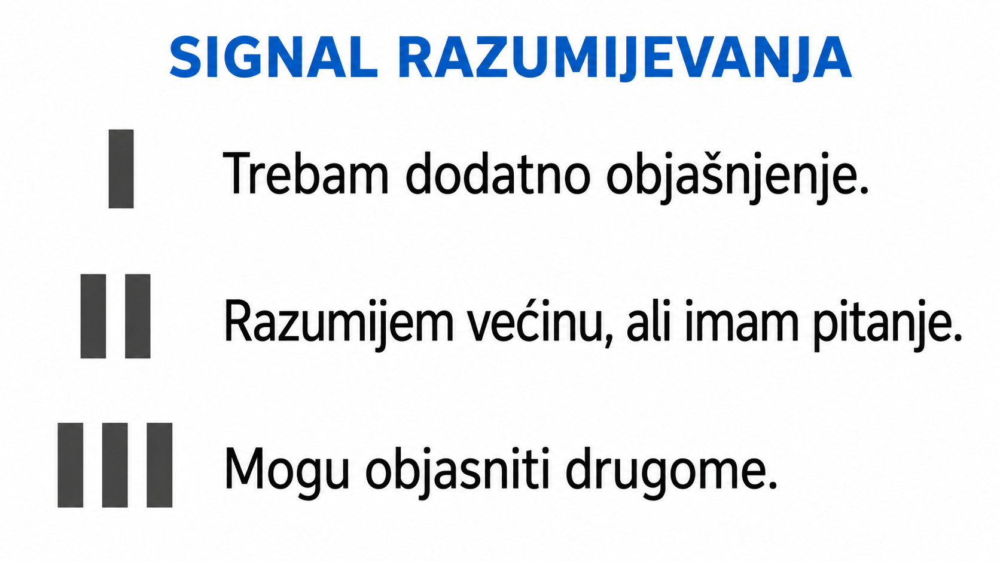 SIGNAL RAZUMIJEVANJA
Trebam dodatno objašnjenje.
Razumijem većinu, ali imam pitanje.
Mogu objasniti drugome.